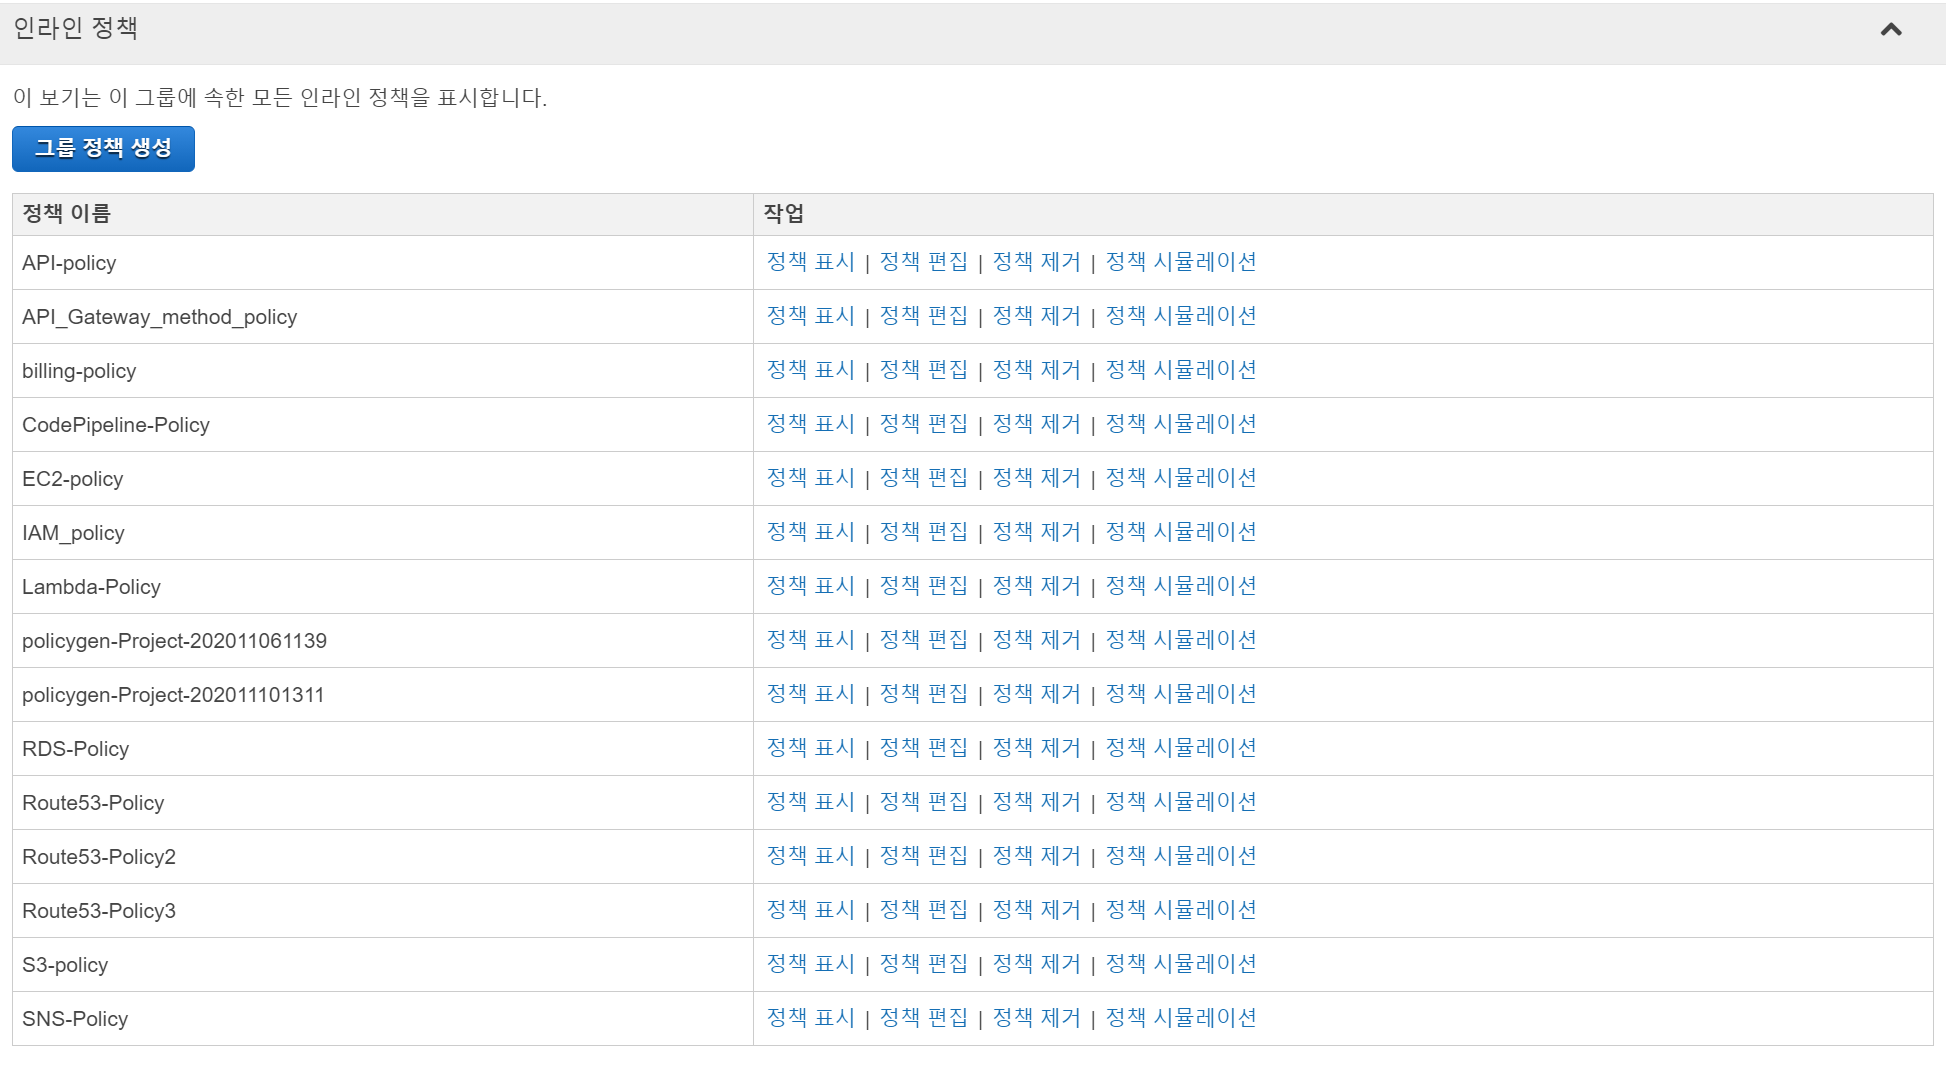 인라인 정책
이 보기는 이 그룹에 속한 모든 인라인 정책을 표시합니다.
그룹 정책 생성
정책 이름 작업
API-policy 정책 표시 | 정책 편집 | 정책 제거 | 정책 시뮬레이션
API_Gateway_method_policy 정책 표시 | 정책 편집 | 정책 제거 | 정책 시뮬레이션
billing-policy 정책 표시 | 정책 편집 | 정책 제거 | 정책 시뮬레이션
CodePipeline-Policy 정책 표시 | 정책 편집 | 정책 제거 | 정책 시뮬레이션
EC2-policy 정책 표시 | 정책 편집 | 정책 제거 | 정책 시뮬레이션
IAM_policy 정책 표시 | 정책 편집 | 정책 제거 | 정책 시뮬레이션
Lambda-Policy 정책 표시 | 정책 편집 | 정책 제거 | 정책 시뮬레이션
policygen-Project-202011061139 정책 표시 | 정책 편집 | 정책 제거 | 정책 시뮬레이션
policygen-Project-202011101311 정책 표시 | 정책 편집 | 정책 제거 | 정책 시뮬레이션
RDS-Policy 정책 표시 | 정책 편집 | 정책 제거 | 정책 시뮬레이션
Route53-Policy 정책 표시 | 정책 편집 | 정책 제거 | 정책 시뮬레이션
Route53-Policy2 정책 표시 | 정책 편집 | 정책 제거 | 정책 시뮬레이션
Route53-Policy3 정책 표시 | 정책 편집 | 정책 제거 | 정책 시뮬레이션
S3-policy 정책 표시 | 정책 편집 | 정책 제거 | 정책 시뮬레이션
SNS-Policy 정책 표시 | 정책 편집 | 정책 제거 | 정책 시뮬레이션